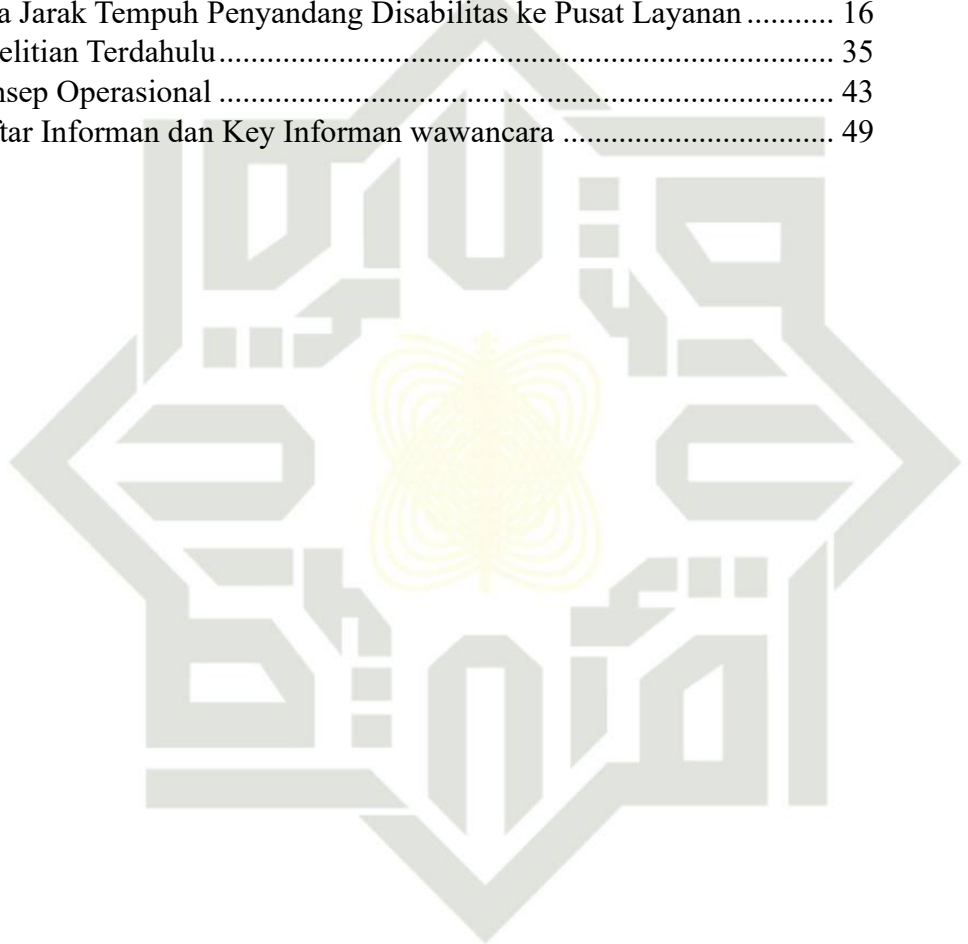 a Jarak Tempuh Penyandang Disabilitas ke Pusat Layanan ........... 16
elitian Terdahulu ............................................................................. 35
nsep Operasional ............................................................................. 43
tar Informan dan Key Informan wawancara .................................. 49